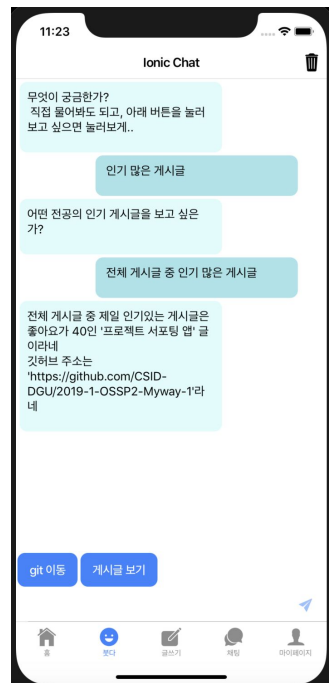 11:23
Ionic Chat
무엇이 궁금한가?
직접 물어봐도 되고, 아래 버튼을 눌러
보고 싶으면 눌러보게..
인기 많은 게시글
어떤 전공의 인기 게시글을 보고 싶은
가?
전체 게시글 중 인기 많은 게시글
전체 게시글 중 제일 인기있는 게시글은
좋아요가 40인 '프로젝트 서포팅 앱' 글
이라네
깃허브 주소는
'https://github.com/CSID-
DGU/2019-1-OSSP2-Myway-1'라
네
git 이동 게시글 보기
홈 붓다 글쓰기 채팅 마이페이지